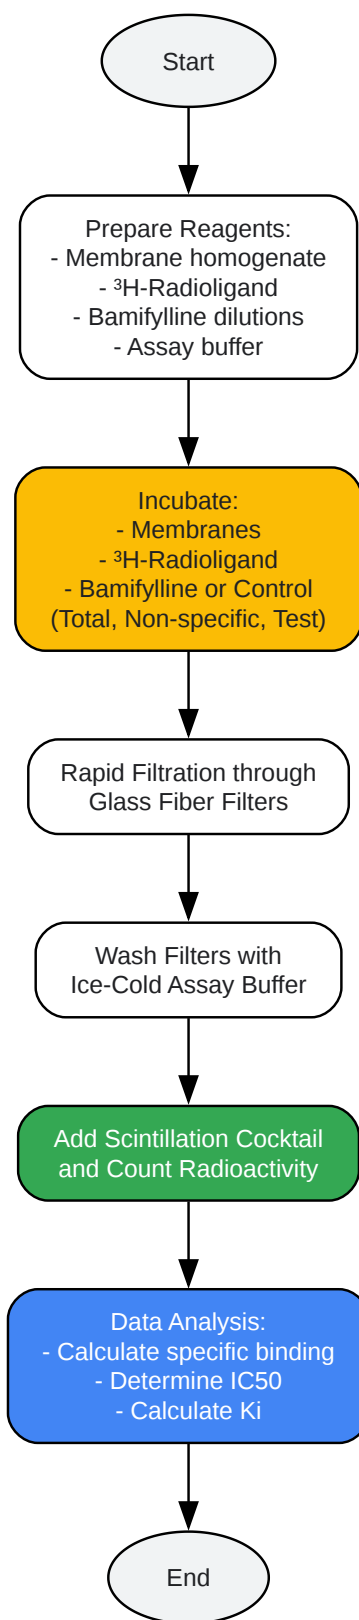 Start
Prepare Reagents:
- Membrane homogenate
- ³H-Radioligand
- Bamifylline dilutions
- Assay buffer
Incubate:
- Membranes
- ³H-Radioligand
- Bamifylline or Control
(Total, Non-specific, Test)
Rapid Filtration through
Glass Fiber Filters
Wash Filters with
Ice-Cold Assay Buffer
Add Scintillation Cocktail
and Count Radioactivity
Data Analysis:
- Calculate specific binding
- Determine IC50
- Calculate Ki
End